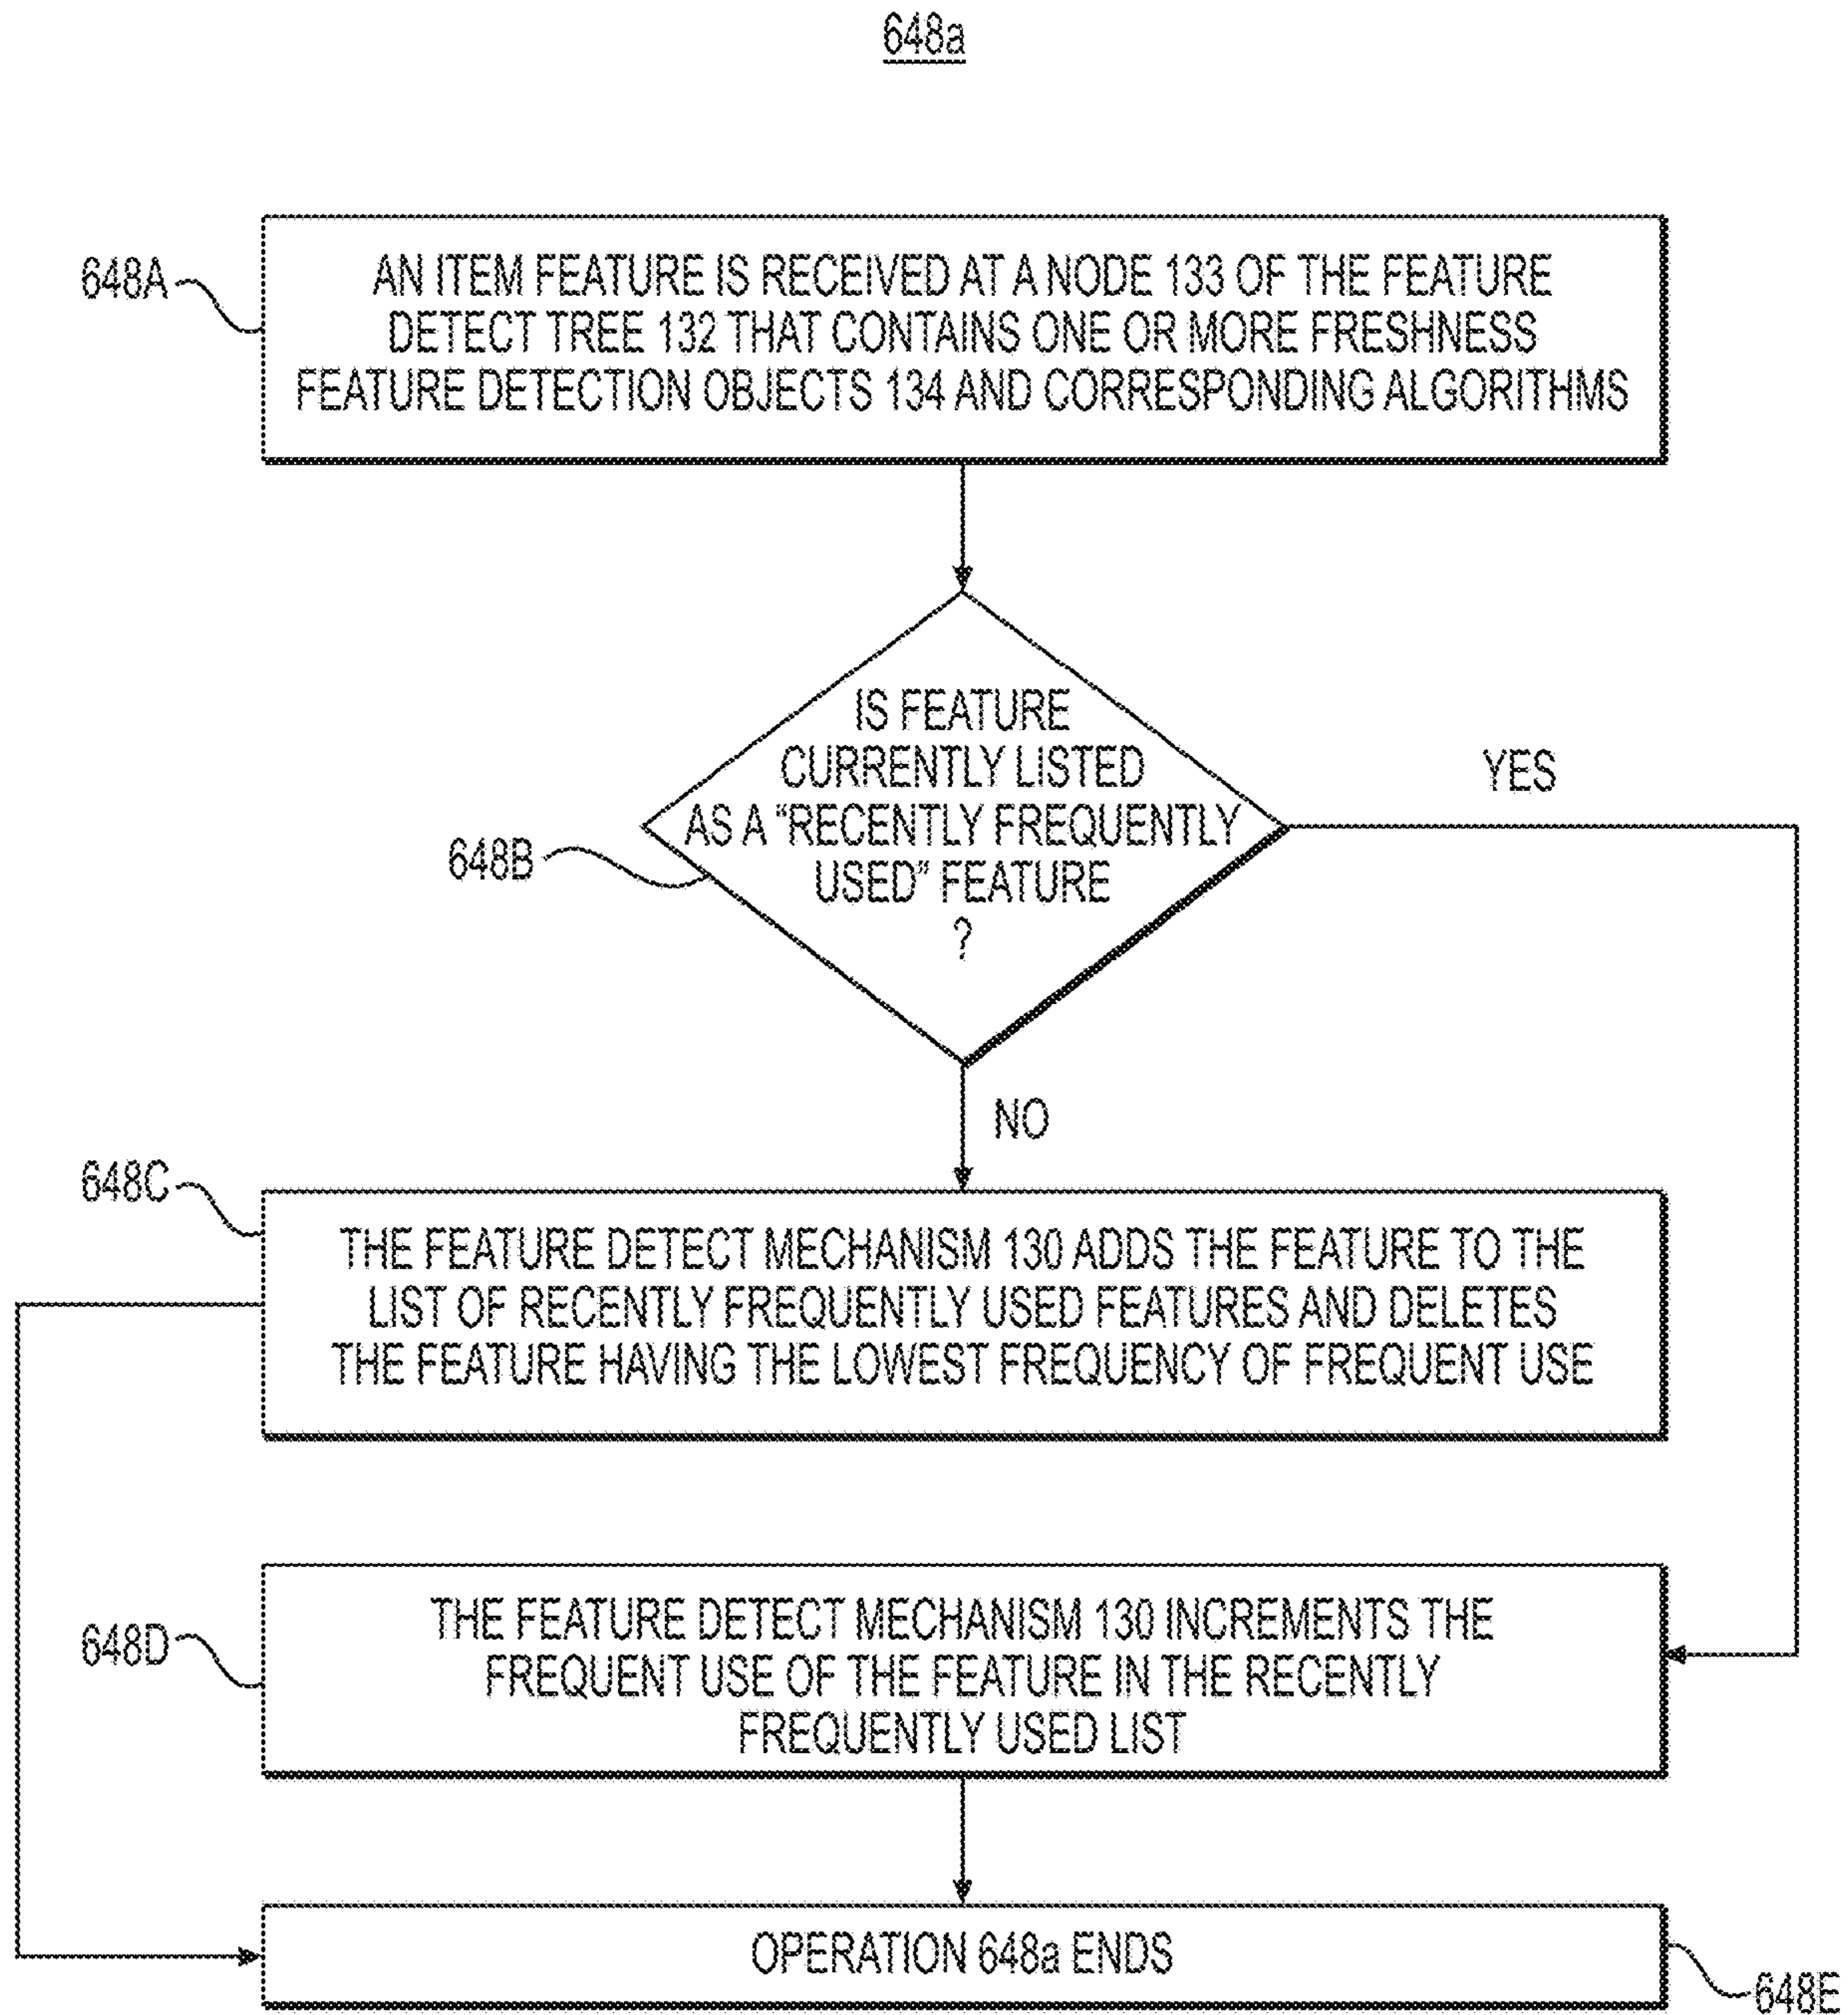 648a
648A
AN ITEM FEATURE IS RECEIVED AT A NODE 133 OF THE FEATURE
DETECT TREE 132 THAT CONTAINS ONE OR MORE FRESHNESS
FEATURE DETECTION OBJECTS 134 AND CORRESPONDING ALGORITHMS
648B
IS FEATURE
CURRENTLY LISTED
AS A “RECENTLY FREQUENTLY
USED” FEATURE
?
YES
NO
648C
THE FEATURE DETECT MECHANISM 130 ADDS THE FEATURE TO THE
LIST OF RECENTLY FREQUENTLY USED FEATURES AND DELETES
THE FEATURE HAVING THE LOWEST FREQUENCY OF FREQUENT USE
648D
THE FEATURE DETECT MECHANISM 130 INCREMENTS THE
FREQUENT USE OF THE FEATURE IN THE RECENTLY
FREQUENTLY USED LIST
OPERATION 648a ENDS
648E